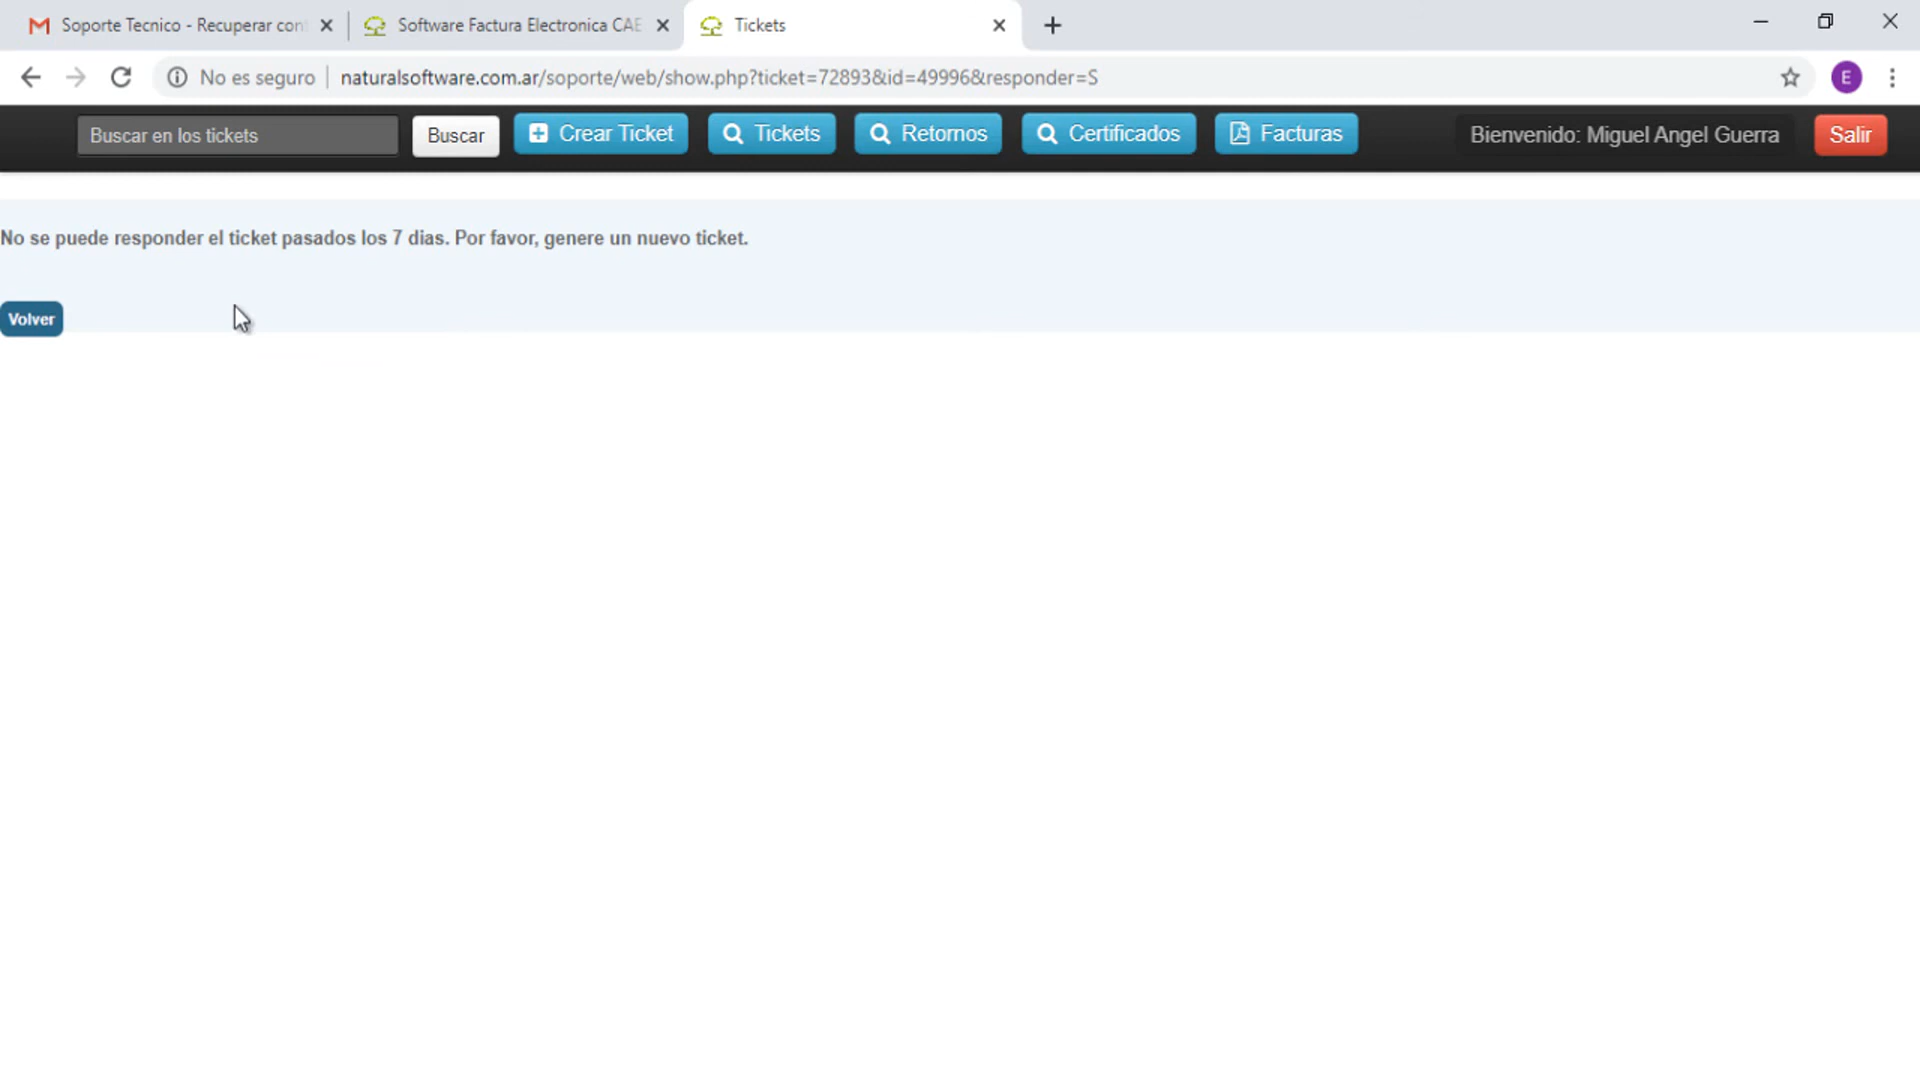 Soporte Tecnico - Recuperar con
Software Factura Electronica CAE
Tickets
No es seguro
naturalsoftware.com.ar/soporte/web/show.php?ticket=72893&id=49996&responder=S
E
Buscar en los tickets
Buscar
Crear Ticket
Tickets
Retornos
Certificados
Facturas
Bienvenido: Miguel Angel Guerra
Salir
No se puede responder el ticket pasados los 7 dias. Por favor, genere un nuevo ticket.
Volver